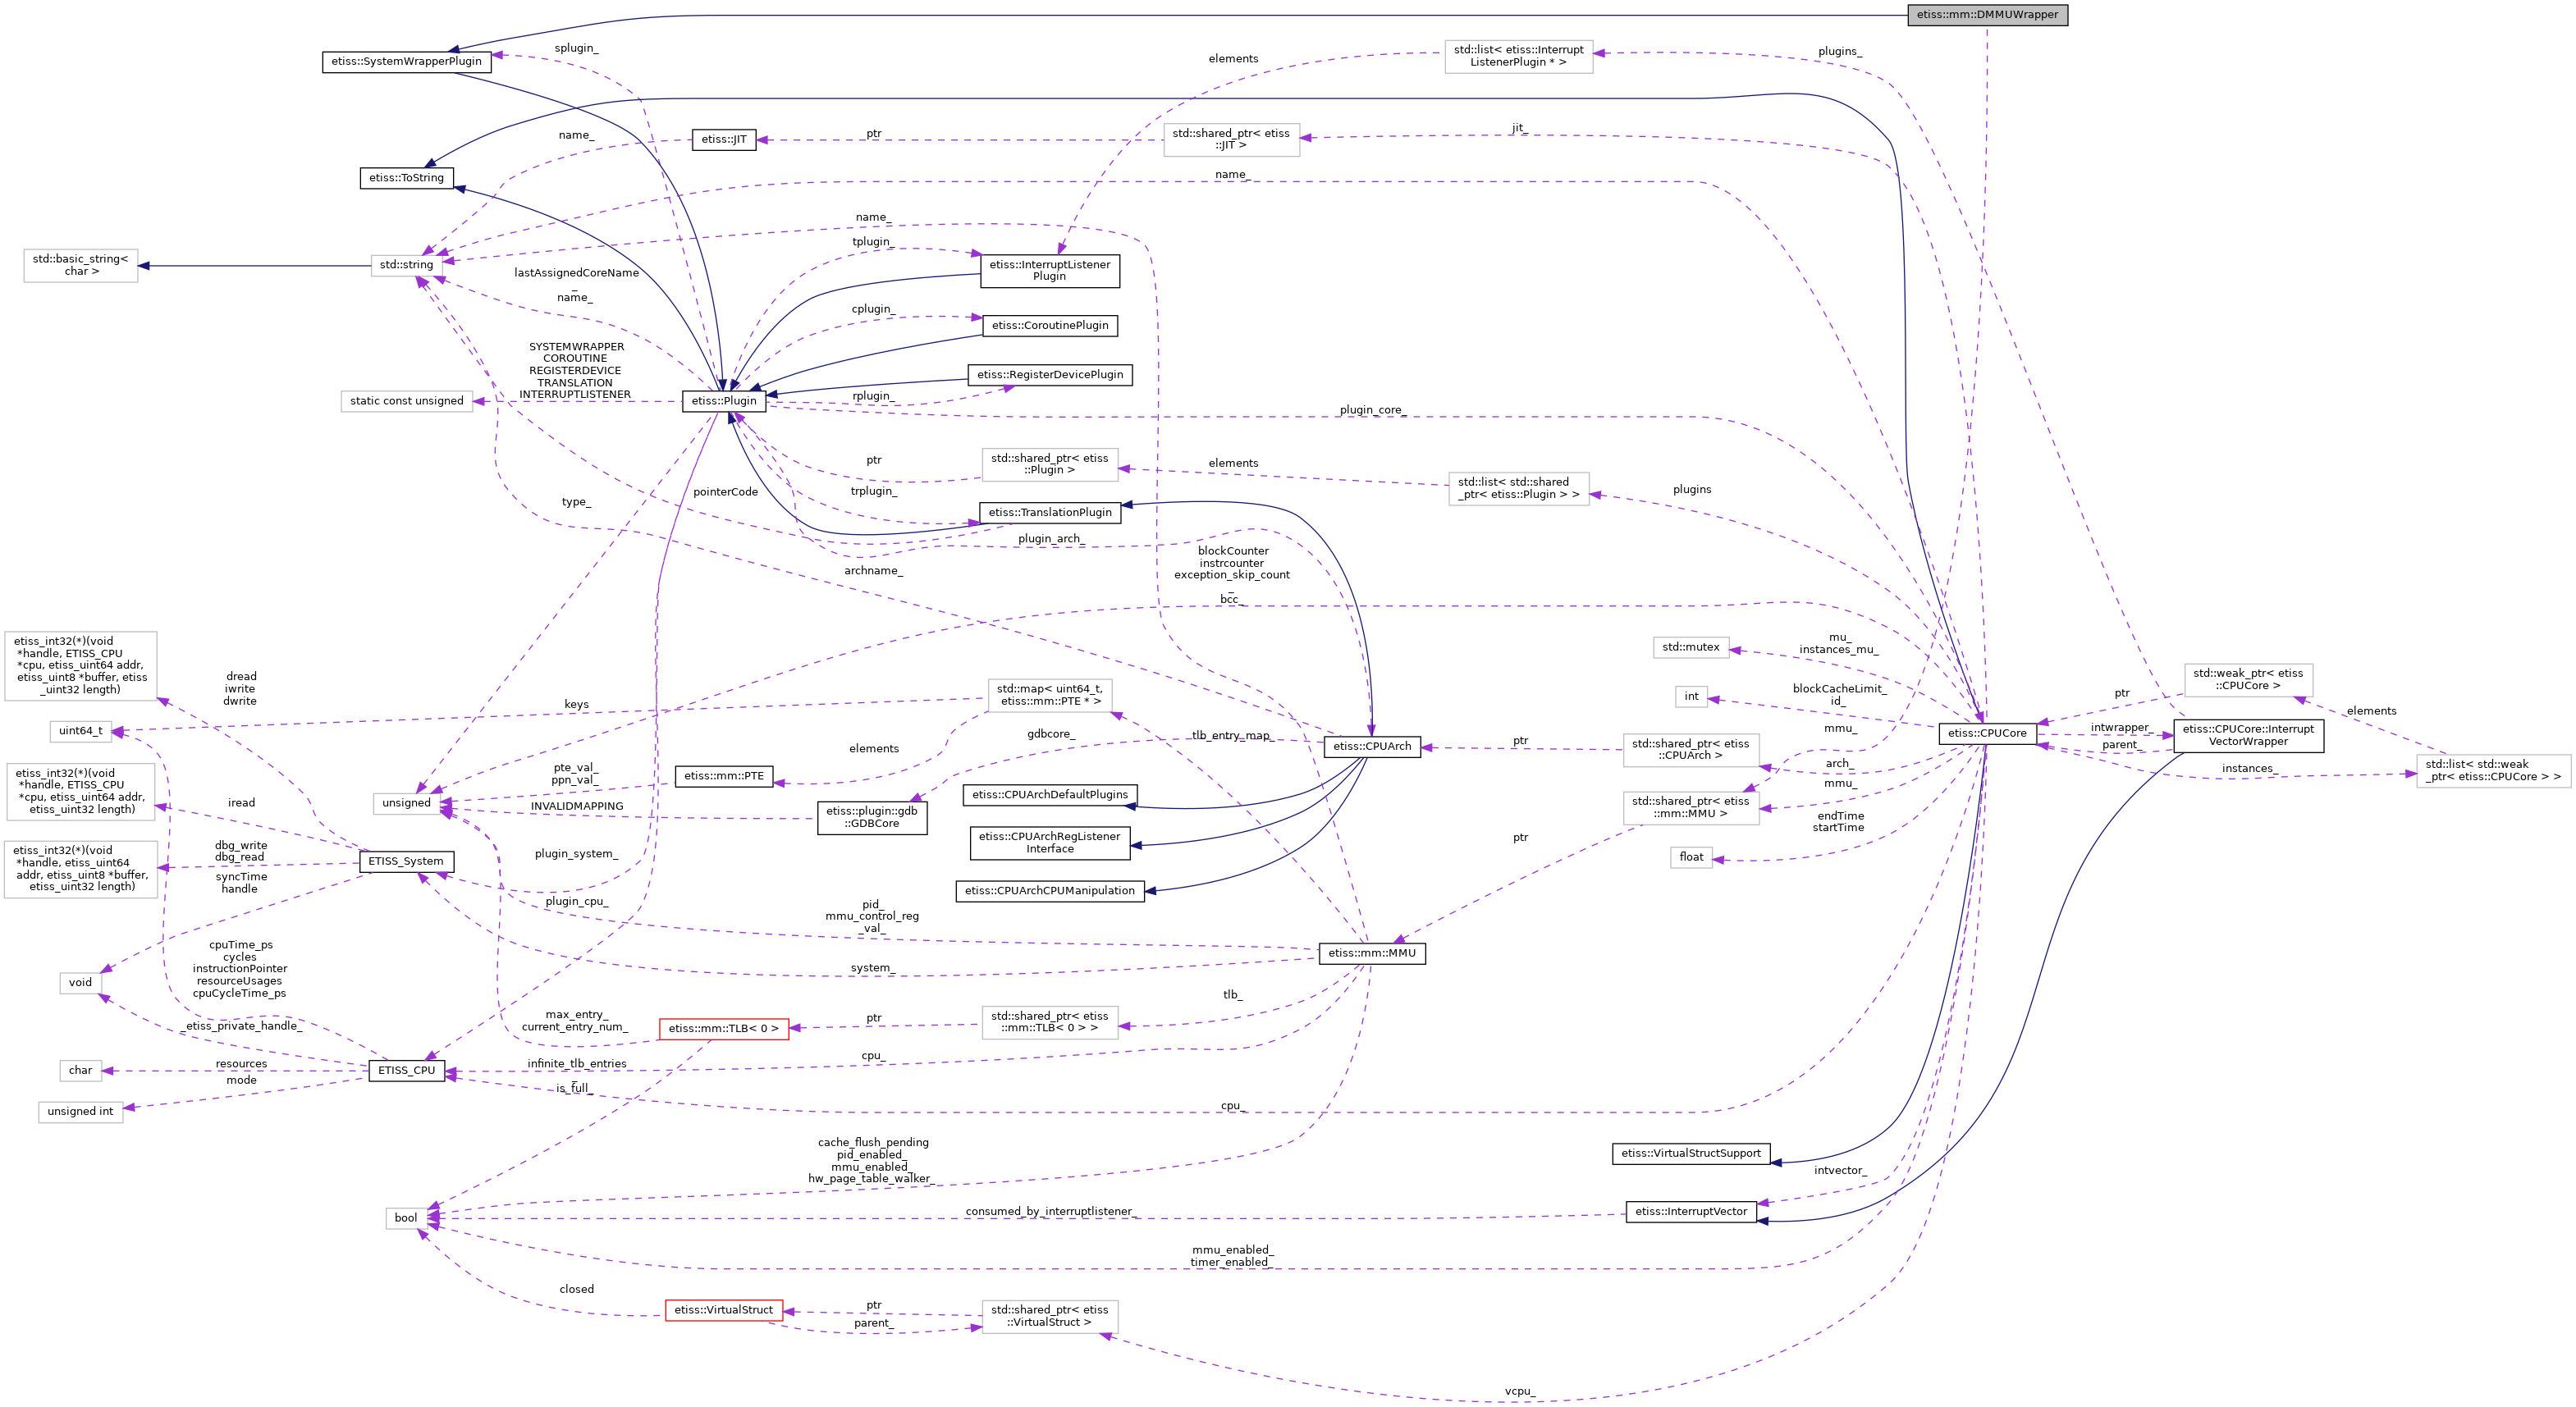 etiss::mm::DMMUWrapper
splugin_
etiss::SystemWrapperPlugin
elements
std::list< etiss::Interrupt
ListenerPlugin * >
plugins_
name_
etiss::JIT
ptr
std::shared_ptr< etiss
::JIT >
jit_
etiss::ToString
name_
name_
std::basic_string<
char >
std::string
tplugin_
etiss::InterruptListener
Plugin
lastAssignedCoreName
_
name_
cplugin_
etiss::CoroutinePlugin
SYSTEMWRAPPER
COROUTINE
REGISTERDEVICE
TRANSLATION
INTERRUPTLISTENER
static const unsigned
etiss::Plugin
etiss::RegisterDevicePlugin
rplugin_
plugin_core_
ptr
std::shared_ptr< etiss
::Plugin >
elements
std::list< std::shared
_ptr< etiss::Plugin > >
plugins
pointerCode
trplugin_
type_
etiss::TranslationPlugin
plugin_arch_
archname_
blockCounter
instrcounter
exception_skip_count
_
bcc_
etiss_int32(*)(void
*handle, ETISS_CPU
*cpu, etiss_uint64 addr,
etiss_uint8 *buffer, etiss
_uint32 length)
dread
iwrite
dwrite
std::mutex
mu_
instances_mu_
std::map< uint64_t,
etiss::mm::PTE * >
keys
int
blockCacheLimit_
id_
std::weak_ptr< etiss
::CPUCore >
ptr
elements
uint64_t
elements
gdbcore_
tlb_entry_map_
etiss::CPUArch
ptr
std::shared_ptr< etiss
::CPUArch >
mmu_
arch_
etiss::CPUCore
intwrapper_
parent_
etiss::CPUCore::Interrupt
VectorWrapper
instances_
std::list< std::weak
_ptr< etiss::CPUCore > >
etiss_int32(*)(void
*handle, ETISS_CPU
*cpu, etiss_uint64 addr,
etiss_uint32 length)
iread
pte_val_
ppn_val_
etiss::mm::PTE
mmu_
unsigned
INVALIDMAPPING
etiss::plugin::gdb
::GDBCore
etiss::CPUArchDefaultPlugins
std::shared_ptr< etiss
::mm::MMU >
endTime
startTime
etiss::CPUArchRegListener
Interface
ptr
float
etiss_int32(*)(void
*handle, etiss_uint64
addr, etiss_uint8 *buffer,
etiss_uint32 length)
dbg_write
dbg_read
ETISS_System
plugin_system_
syncTime
handle
etiss::CPUArchCPUManipulation
plugin_cpu_
pid_
mmu_control_reg
_val_
etiss::mm::MMU
system_
cpuTime_ps
cycles
instructionPointer
resourceUsages
cpuCycleTime_ps
void
tlb_
max_entry_
current_entry_num_
etiss::mm::TLB< 0 >
ptr
std::shared_ptr< etiss
::mm::TLB< 0 > >
_etiss_private_handle_
cpu_
char
resources
ETISS_CPU
infinite_tlb_entries
_
is_full_
mode
unsigned int
cpu_
cache_flush_pending
pid_enabled_
mmu_enabled_
hw_page_table_walker_
etiss::VirtualStructSupport
intvector_
bool
consumed_by_interruptlistener_
etiss::InterruptVector
mmu_enabled_
timer_enabled_
closed
etiss::VirtualStruct
ptr
parent_
std::shared_ptr< etiss
::VirtualStruct >
vcpu_